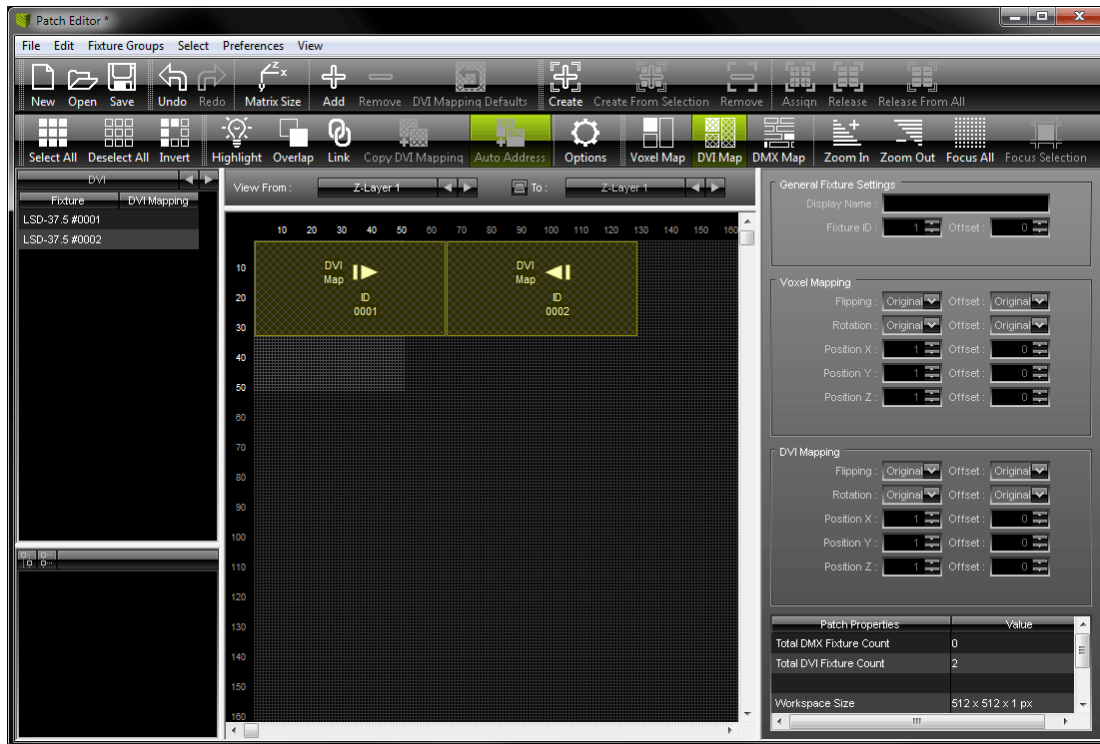 Patch Editor *
File Edit Fixture Groups Select Preferences View
New Open Save Undo Redo Matrix Size Add Remove DVI Mapping Defaults Create Create From Selection Remove Assign Release Release From All
Select All Deselect All Invert Highlight Overlap Link Copy DVI Mapping Auto Address Options Voxel Map DVI Map DMX Map Zoom In Zoom Out Focus All Focus Selection
DVI
Fixture DVI Mapping
LSD-37.5 #0001
LSD-37.5 #0002
View From : Z-Layer 1 To : Z-Layer 1
10 20 30 40 50 60 70 80 90 100 110 120 130 140 150 160
10
20
30
40
50
60
70
80
90
100
110
120
130
140
150
160
DVI Map
ID
0001
DVI Map
ID
0002
General Fixture Settings
Display Name :
Fixture ID : 1 Offset : 0
Voxel Mapping
Flipping : Original Offset : Original
Rotation : Original Offset : Original
Position X : 1 Offset : 0
Position Y : 1 Offset : 0
Position Z : 1 Offset : 0
DVI Mapping
Flipping : Original Offset : Original
Rotation : Original Offset : Original
Position X : 1 Offset : 0
Position Y : 1 Offset : 0
Position Z : 1 Offset : 0
Patch Properties Value
Total DMX Fixture Count 0
Total DVI Fixture Count 2
Workspace Size 512 x 512 x 1 px